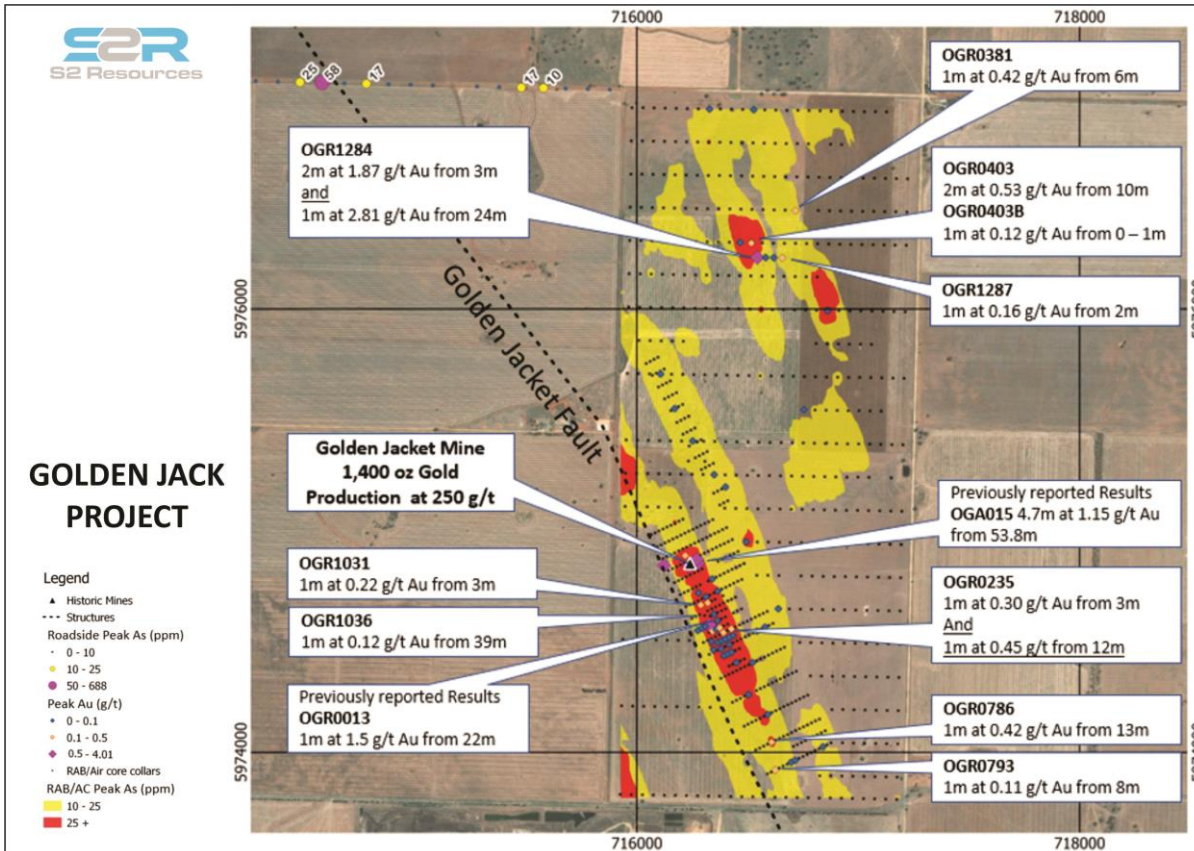 S2R
S2 Resources
716000
718000
25
58
17
17
10
OGR0381
1m at 0.42 g/t Au from 6m
OGR1284
2m at 1.87 g/t Au from 3m
and
1m at 2.81 g/t Au from 24m
OGR0403
2m at 0.53 g/t Au from 10m
OGR0403B
1m at 0.12 g/t Au from 0 – 1m
OGR1287
1m at 0.16 g/t Au from 2m
5976000
Golden Jacket Fault
Golden Jacket Mine
1,400 oz Gold
Production at 250 g/t
GOLDEN JACK
PROJECT
Previously reported Results
OGA015 4.7m at 1.15 g/t Au
from 53.8m
OGR1031
1m at 0.22 g/t Au from 3m
OGR1036
1m at 0.12 g/t Au from 39m
OGR0235
1m at 0.30 g/t Au from 3m
And
1m at 0.45 g/t from 12m
Previously reported Results
OGR0013
1m at 1.5 g/t Au from 22m
OGR0786
1m at 0.42 g/t Au from 13m
OGR0793
1m at 0.11 g/t Au from 8m
5974000
Legend
Historic Mines
Structures
Roadside Peak As (ppm)
0 - 10
10 - 25
50 - 688
Peak Au (g/t)
0 - 0.1
0.1 - 0.5
0.5 - 4.01
RAB/Air core collars
RAB/AC Peak As (ppm)
10 - 25
25 +
716000
718000